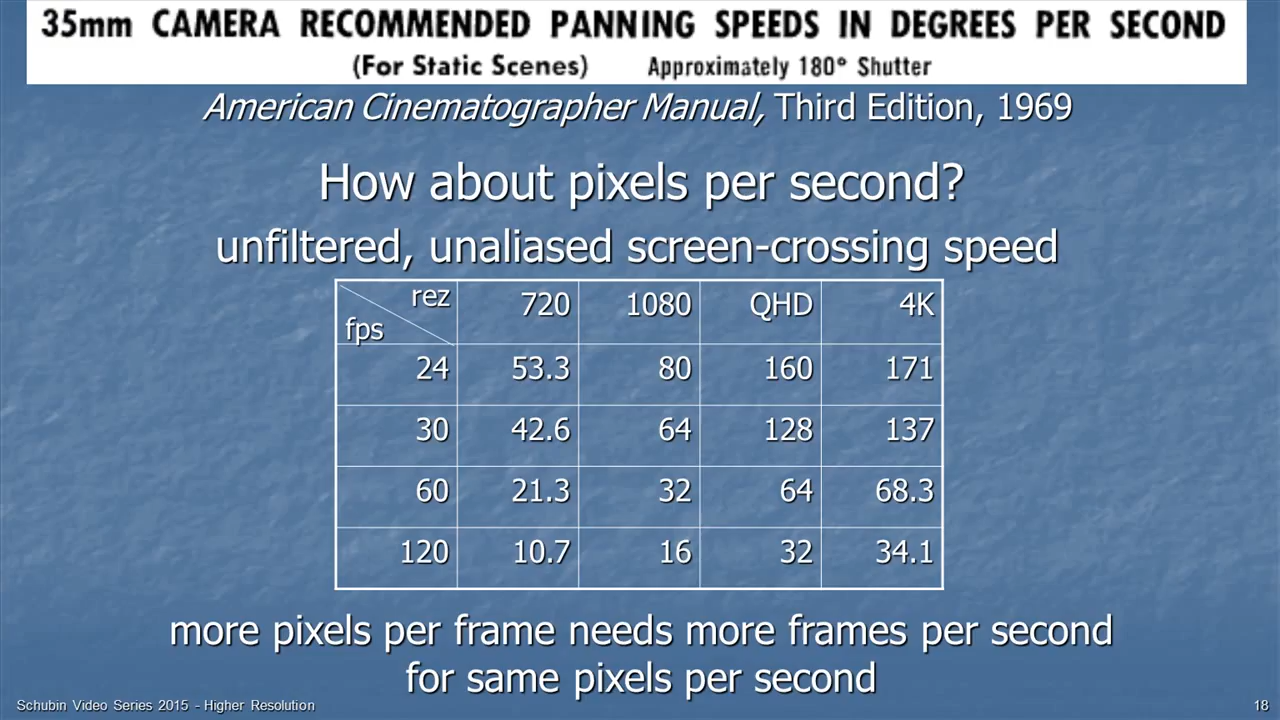 35mm CAMERA RECOMMENDED PANNING SPEEDS IN DEGREES PER SECOND
(For Static Scenes) Approximately 180° Shutter
American Cinematographer Manual, Third Edition, 1969
How about pixels per second?
unfiltered, unaliased screen-crossing speed
rez 720 1080 QHD 4K
fps
24 53.3 80 160 171
30 42.6 64 128 137
60 21.3 32 64 68.3
120 10.7 16 32 34.1
more pixels per frame needs more frames per second
for same pixels per second
Schubin Video Series 2015 - Higher Resolution 18